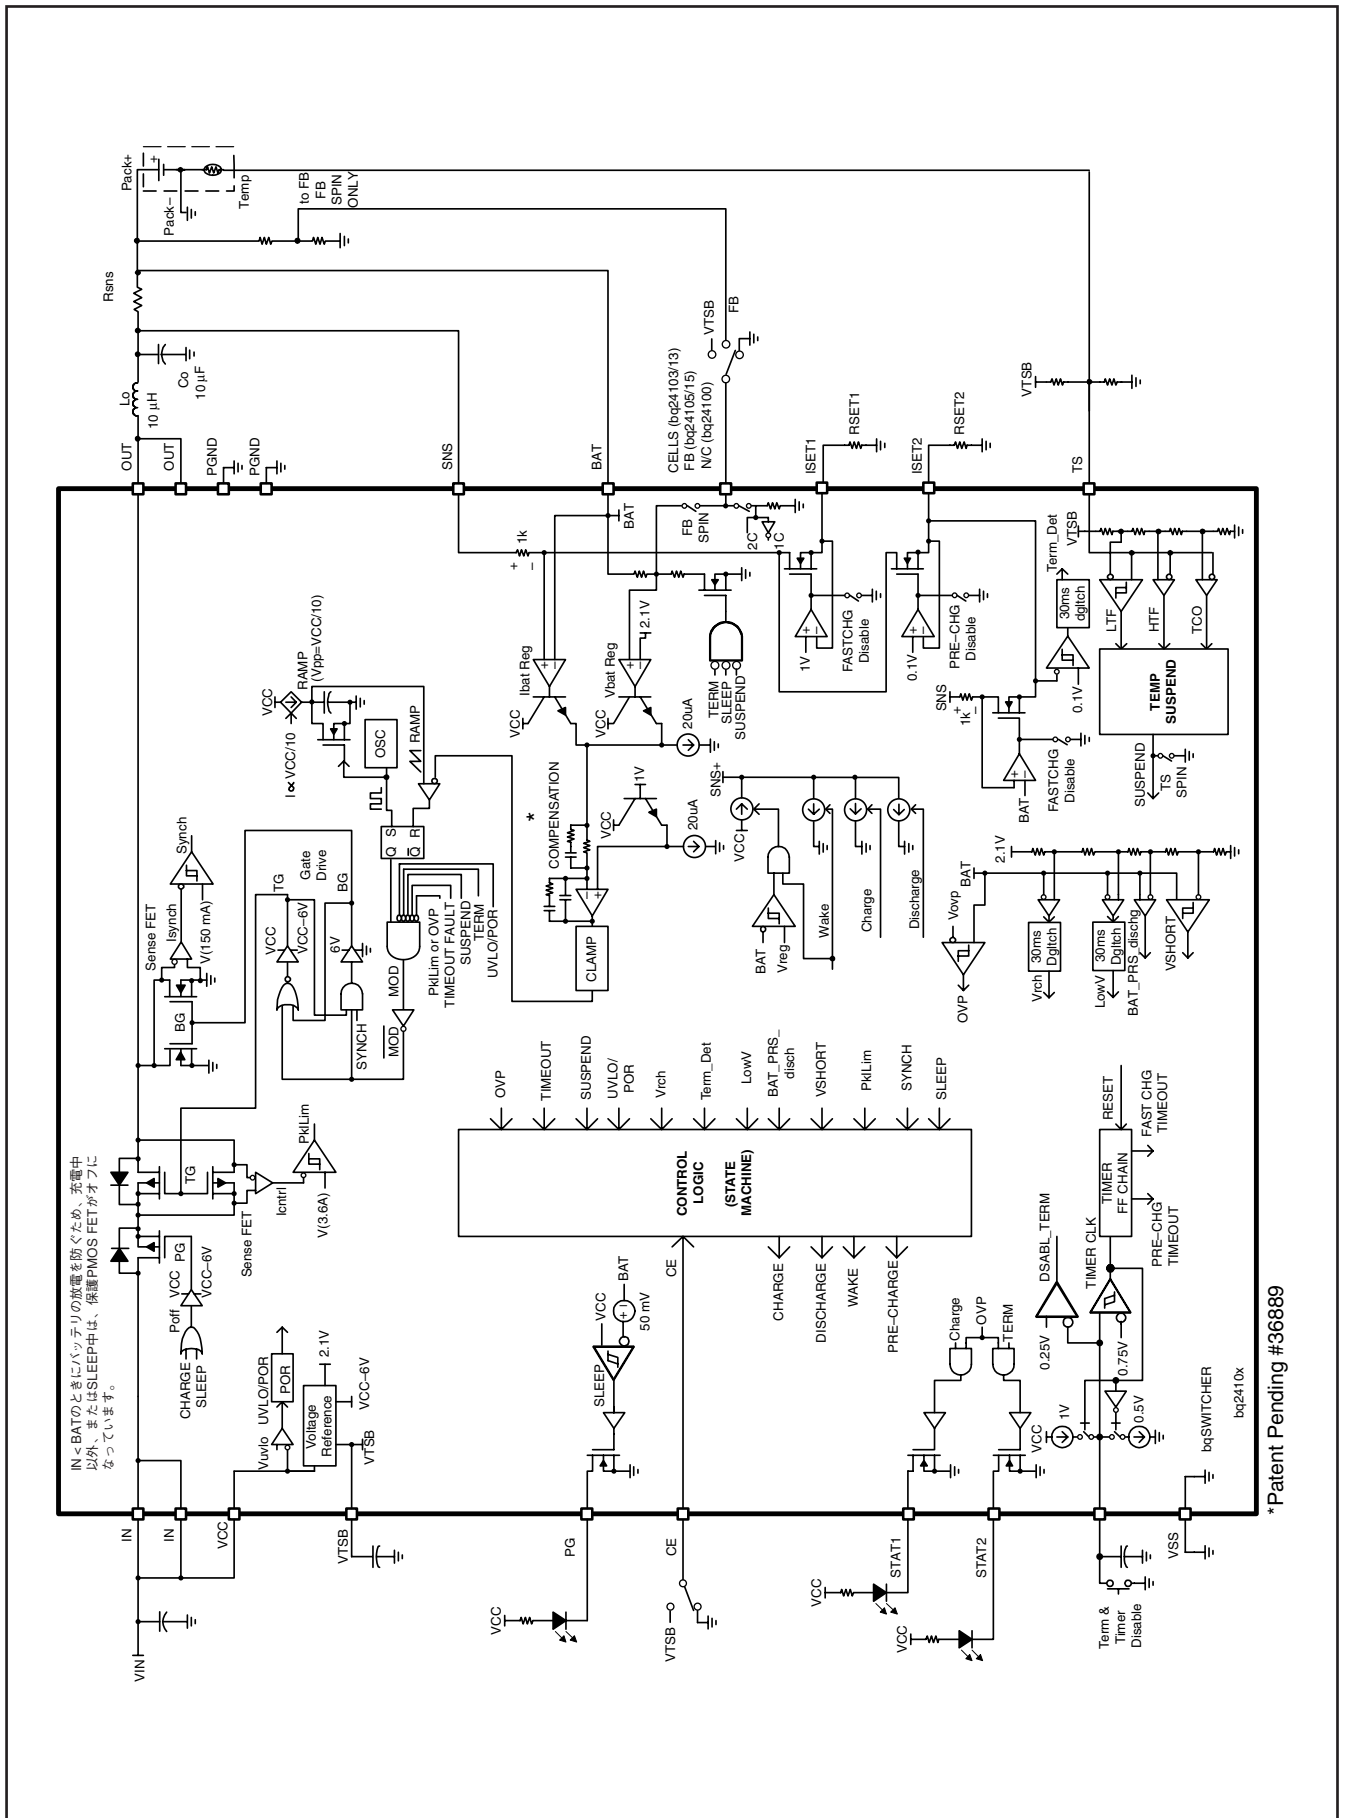 IN < BATのときにバッテリの放電を防ぐため、充電中
以外、またはSLEEP中は、保護PMOS FETがオフに
なっています。
VIN
IN
IN
VCC
VTSB
PG
VCC
CE
VTSB
STAT1
VCC
STAT2
VCC
Term &
Timer
Disable
VSS
Poff
VCC
VCC–6V
CHARGE
SLEEP
PG
Vuvlo
UVLO/POR
POR
2.1V
Voltage
Reference
VCC–6V
VTSB
TG
Sense FET
Icntrl
PkILim
V(3.6A)
Sense FET
BG
Isynch
Synch
V(150 mA)
TG
Gate
Drive
BG
VCC
VCC–6V
6V
SYNCH
MOD
MOD
PkILim or OVP
TIMEOUT FAULT
SUSPEND
TERM
UVLO/POR
Q
S
Q
R
OSC
RAMP
VCC
RAMP
(Vpp=VCC/10)
I ∝ VCC/10
*
COMPENSATION
CLAMP
VCC
1V
20uA
Ibat Reg
VCC
Vbat Reg
VCC
2.1V
20uA
1k
+
–
BAT
TERM
SLEEP
SUSPEND
FB
SPIN
2C
1C
SNS+
VCC
BAT
Vreg
Wake
Charge
Discharge
1V
FASTCHG
Disable
0.1V
PRE–CHG
Disable
SNS
+
1k
–
BAT
FASTCHG
Disable
0.1V
30ms
dgltch
Term_Det
VTSB
LTF
HTF
TCO
TEMP
SUSPEND
SUSPEND
TS
SPIN
2.1V
BAT
Vovp
OVP
30ms
Dgltch
Vrch
30ms
Dgltch
LowV
BAT_PRS_dischg
VSHORT
OVP
TIMEOUT
SUSPEND
UVLO/
POR
Vrch
Term_Det
LowV
BAT_PRS_
disch
VSHORT
PkILim
SYNCH
SLEEP
CONTROL
LOGIC
(STATE
MACHINE)
CE
CHARGE
DISCHARGE
WAKE
PRE–CHARGE
SLEEP
VCC
BAT
+
–
50 mV
Charge
OVP
TERM
DSABL_TERM
0.25V
TIMER CLK
0.75V
VCC
1V
0.5V
TIMER
FF CHAIN
RESET
FAST CHG
TIMEOUT
PRE–CHG
TIMEOUT
bqSWITCHER
bq2410x
OUT
OUT
PGND
PGND
SNS
BAT
CELLS (bq24103/13)
FB (bq24105/15)
N/C (bq24100)
ISET1
RSET1
ISET2
RSET2
TS
VTSB
VTSB
FB
Lo
10 µH
Co
10 µF
Rsns
Pack+
+
Pack–
Temp
to FB
FB
SPIN
ONLY
*Patent Pending #36889